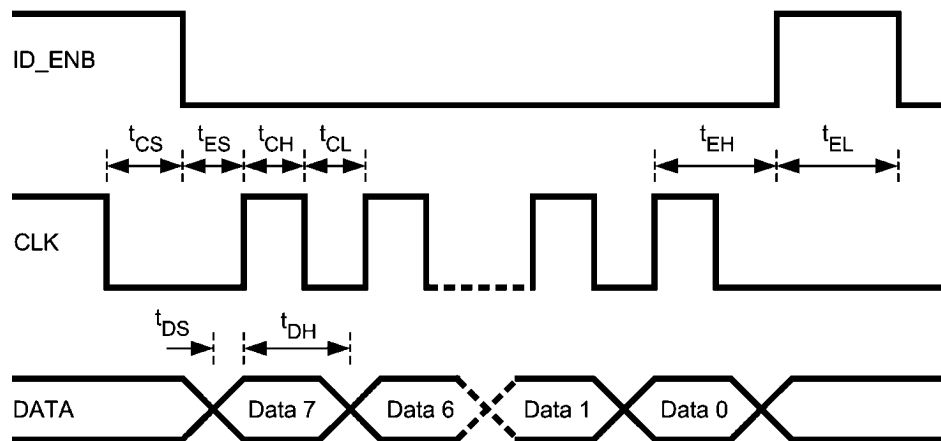 ID_ENB
tCS tES tCH tCL tEH tEL
CLK
tDS tDH
DATA Data 7 Data 6 Data 1 Data 0